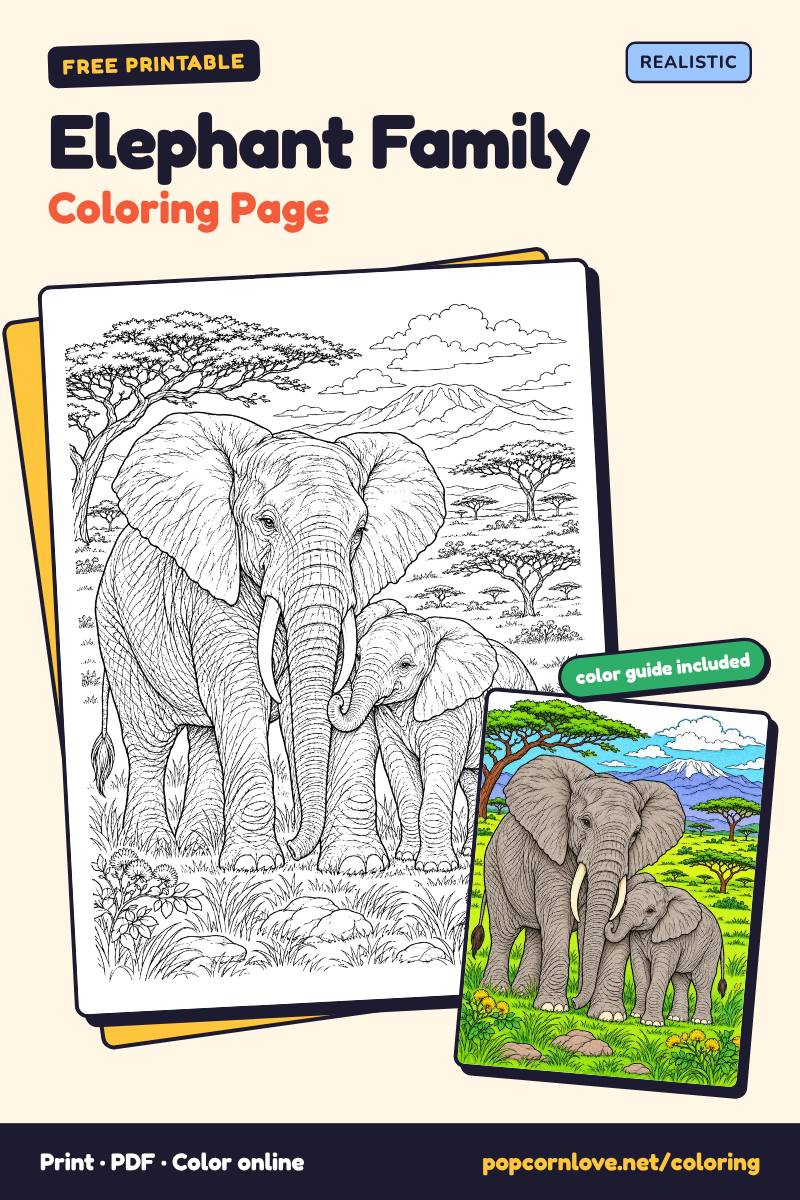 FREE PRINTABLE
REALISTIC
Elephant Family
Coloring Page
color guide included
Print · PDF · Color online
popcornlove.net/coloring